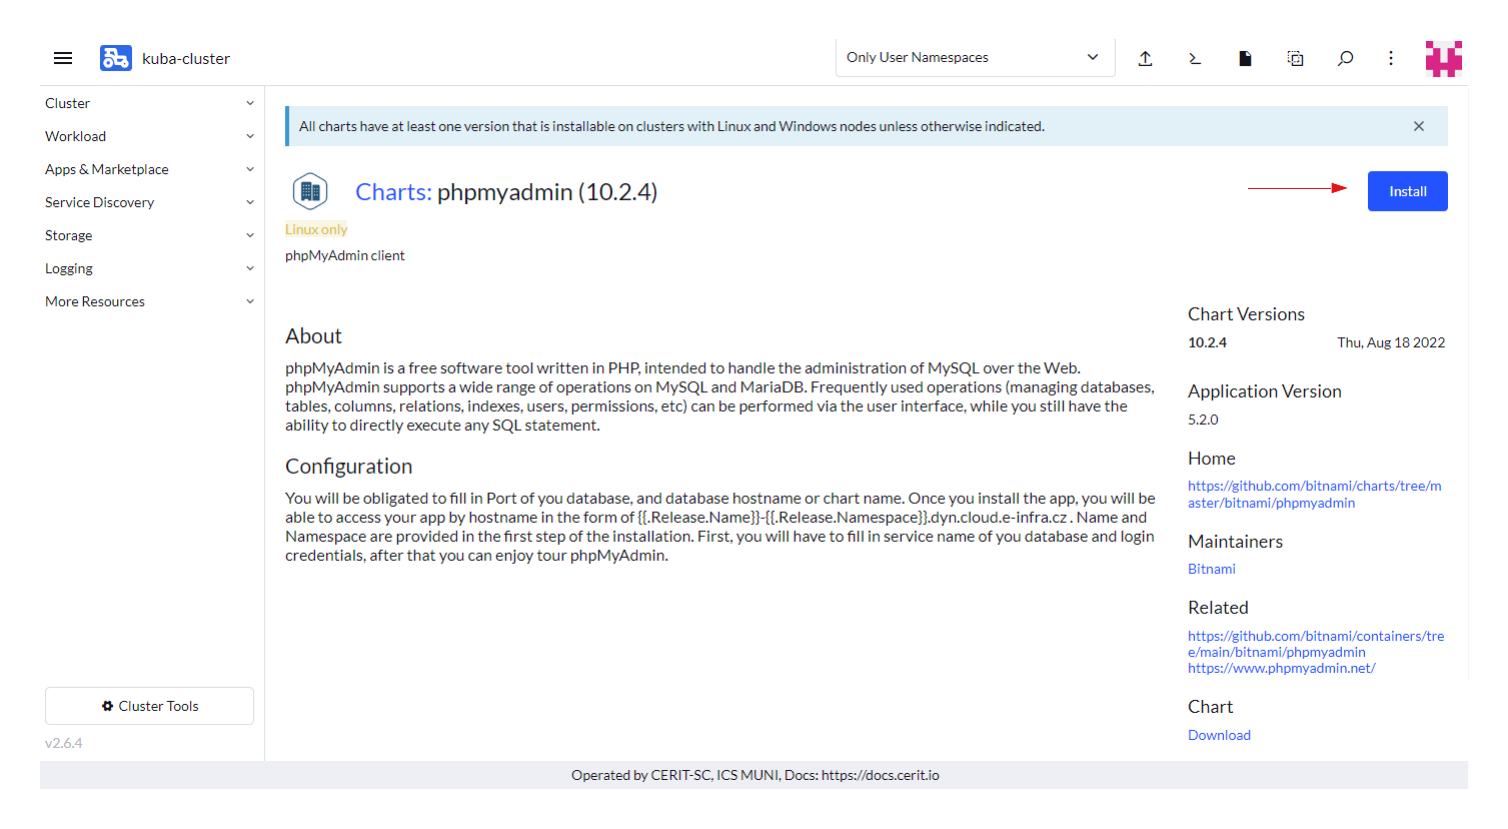 kuba-cluster
Only User Namespaces
Cluster
Workload
Apps & Marketplace
Service Discovery
Storage
Logging
More Resources
Cluster Tools
v2.6.4
All charts have at least one version that is installable on clusters with Linux and Windows nodes unless otherwise indicated.
Charts: phpmyadmin (10.2.4)
Install
Linux only
phpMyAdmin client
About
phpMyAdmin is a free software tool written in PHP, intended to handle the administration of MySQL over the Web.
phpMyAdmin supports a wide range of operations on MySQL and MariaDB. Frequently used operations (managing databases,
tables, columns, relations, indexes, users, permissions, etc) can be performed via the user interface, while you still have the
ability to directly execute any SQL statement.
Configuration
You will be obligated to fill in Port of you database, and database hostname or chart name. Once you install the app, you will be
able to access your app by hostname in the form of {{.Release.Name}}-{{.Release.Namespace}}.dyn.cloud.e-infra.cz . Name and
Namespace are provided in the first step of the installation. First, you will have to fill in service name of you database and login
credentials, after that you can enjoy tour phpMyAdmin.
Chart Versions
10.2.4 Thu, Aug 18 2022
Application Version
5.2.0
Home
https://github.com/bitnami/charts/tree/m
aster/bitnami/phpmyadmin
Maintainers
Bitnami
Related
https://github.com/bitnami/containers/tre
e/main/bitnami/phpmyadmin
https://www.phpmyadmin.net/
Chart
Download
Operated by CERIT-SC, ICS MUNI, Docs: https://docs.cerit.io